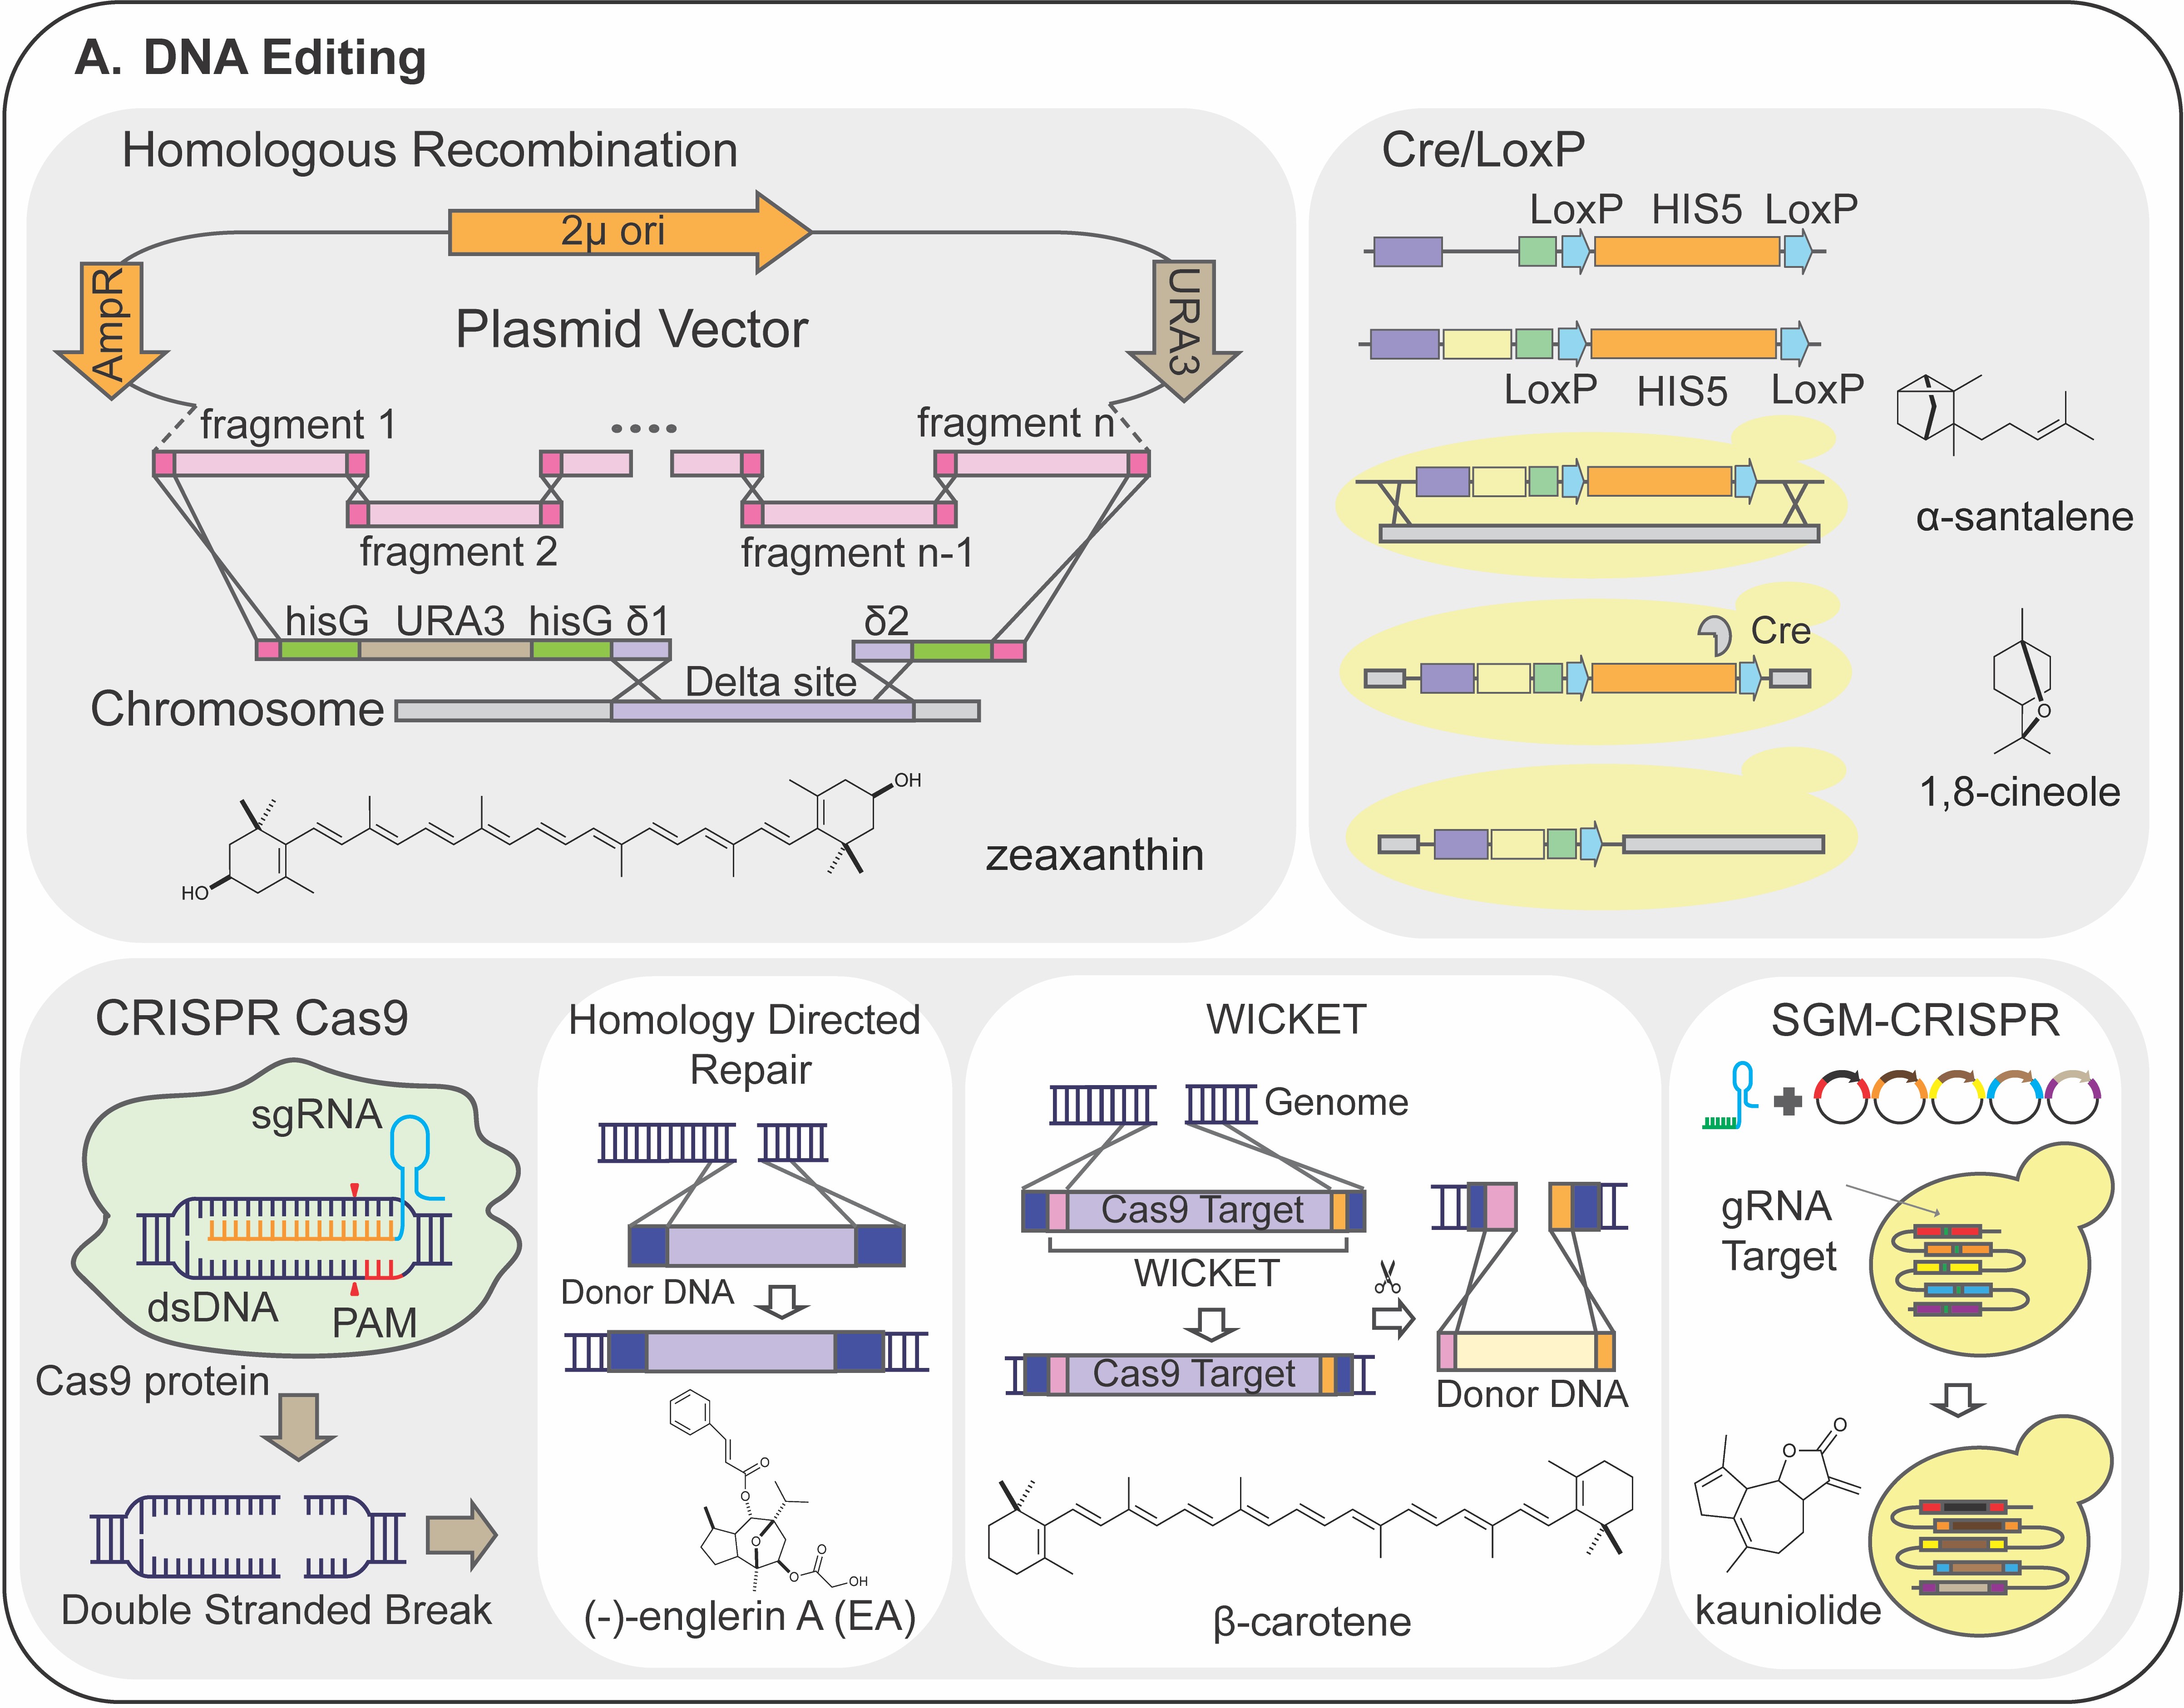 A. DNA Editing
Homologous Recombination
2µ ori
AmpR
URA3
Plasmid Vector
fragment 1
....
fragment n
fragment 2
fragment n-1
hisG URA3 hisG δ1
δ2
Delta site
Chromosome
OH
HO
zeaxanthin
Cre/LoxP
LoxP HIS5 LoxP
LoxP HIS5 LoxP
α-santalene
Cre
O
1,8-cineole
CRISPR Cas9
sgRNA
dsDNA
PAM
Cas9 protein
Double Stranded Break
Homology Directed
Repair
Donor DNA
O
O
O
O
O
OH
(-)-englerin A (EA)
WICKET
Genome
Cas9 Target
WICKET
Cas9 Target
Donor DNA
β-carotene
SGM-CRISPR
gRNA
Target
O
O
kauniolide